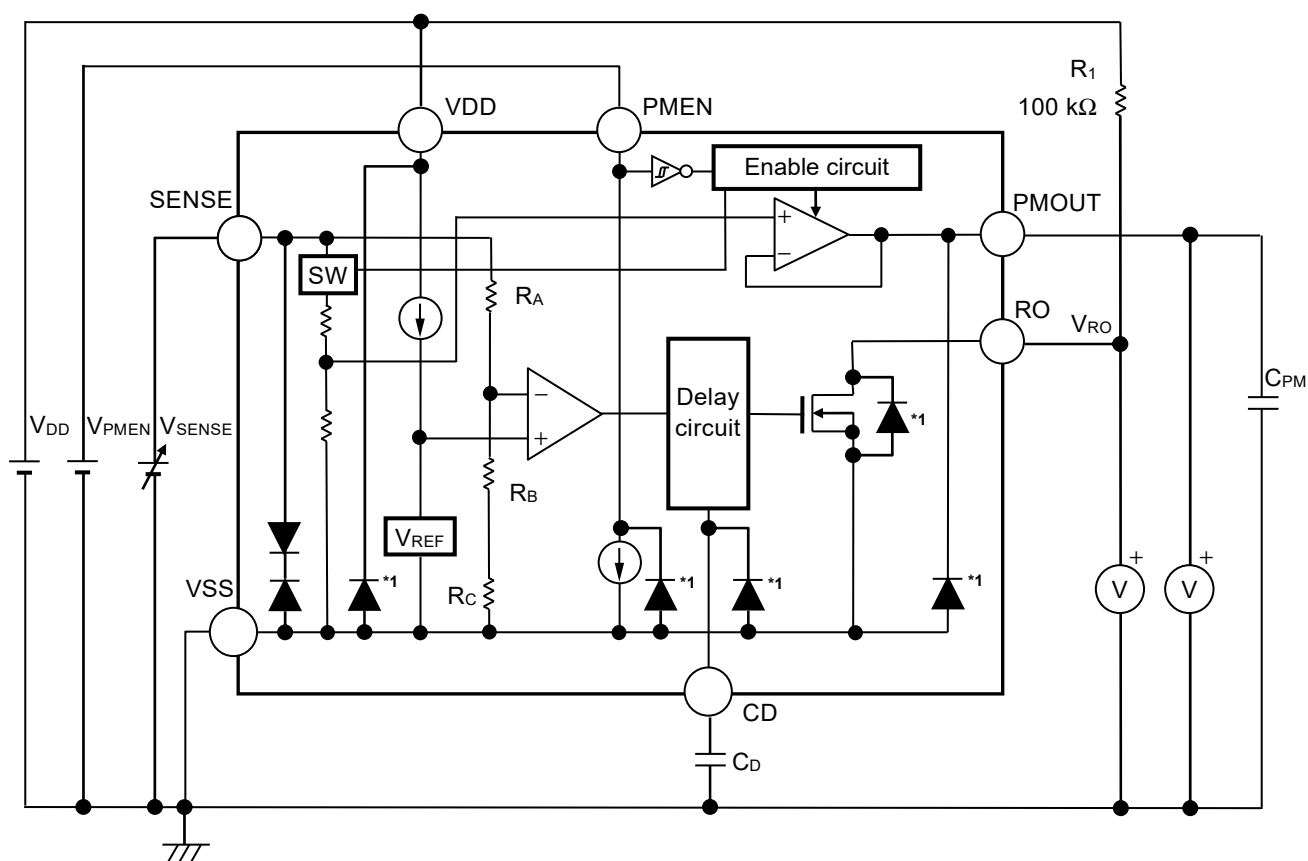 R1
100 kΩ
VDD
PMEN
Enable circuit
SENSE
PMOUT
+
−
SW
RA
RO
VRO
Delay
circuit
−
+
*1
CPM
VDD
VPMEN
VSENSE
RB
VREF
VSS
*1
RC
*1
*1
*1
+
V
+
V
CD
CD